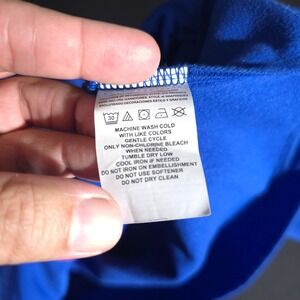 30
MACHINE WASH COLD
WITH LIKE COLORS
GENTLE CYCLE
ONLY NON-CHLORINE BLEACH
WHEN NEEDED
TUMBLE DRY LOW
COOL IRON IF NEEDED
DO NOT IRON ON EMBELLISHMENT
DO NOT USE SOFTENER
DO NOT DRY CLEAN